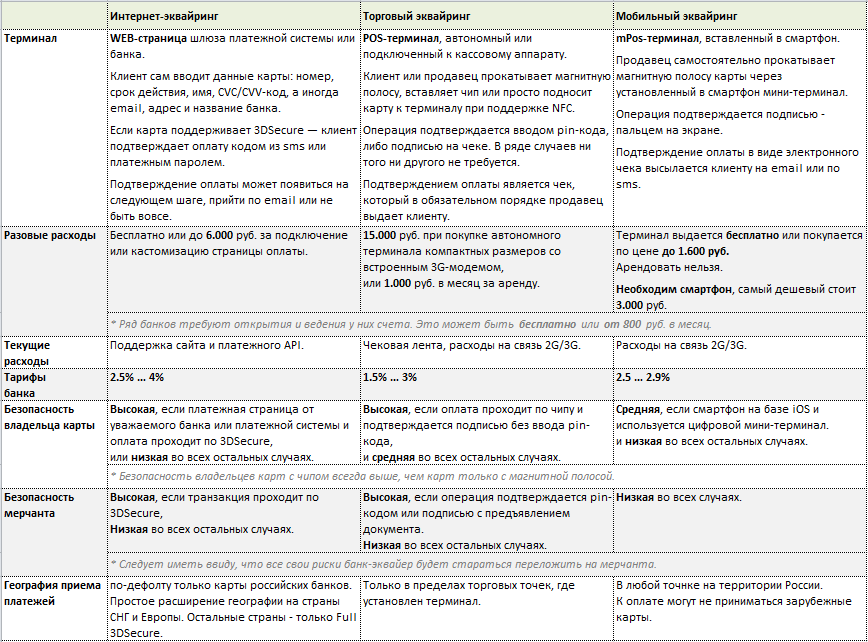 Интернет-эквайринг
Торговый эквайринг
Мобильный эквайринг
Терминал
WEB-страница шлюза платежной системы или
банка.
Клиент сам вводит данные карты: номер,
срок действия, имя, CVC/CVV-код, а иногда
email, адрес и название банка.
Если карта поддерживает 3DSecure — клиент
подтверждает оплату кодом из sms или
платежным паролем.
Подтверждение оплаты может появиться на
следующем шаге, прийти по email или не
быть вовсе.
POS-терминал, автономный или
подключенный к кассовому аппарату.
Клиент или продавец прокатывает магнитную
полосу, вставляет чип или просто подносит
карту к терминалу при поддержке NFC.
Операция подтверждается вводом pin-кода,
либо подписью на чеке. В ряде случаев ни
того ни другого не требуется.
Подтверждением оплаты является чек,
который в обязательном порядке продавец
выдает клиенту.
mPos-терминал, вставленный в смартфон.
Продавец самостоятельно прокатывает
магнитную полосу карты через
установленный в смартфон мини-терминал.
Операция подтверждается подписью -
пальцем на экране.
Подтверждение оплаты в виде электронного
чека высылается клиенту на email или по
sms.
Разовые расходы
Бесплатно или до 6.000 руб. за подключение
или кастомизацию страницы оплаты.
15.000 руб. при покупке автономного
терминала компактных размеров со
встроенным 3G-модемом,
или 1.000 руб. в месяц за аренду.
Терминал выдается бесплатно или покупается
по цене до 1.600 руб.
Арендовать нельзя.
Необходим смартфон, самый дешевый стоит
3.000 руб.
* Ряд банков требуют открытия и ведения у них счета. Это может быть бесплатно или от 800 руб. в месяц.
Текущие
расходы
Поддержка сайта и платежного API.
Чековая лента, расходы на связь 2G/3G.
Расходы на связь 2G/3G.
Тарифы
банка
2.5% ... 4%
1.5% ... 3%
2.5 ... 2.9%
Безопасность
владельца карты
Высокая, если платежная страница от
уважаемого банка или платежной системы и
оплата проходит по 3DSecure,
или низкая во всех остальных случаях.
Высокая, если оплата проходит по чипу и
подтверждается подписью без ввода pin-
кода,
и средняя во всех остальных случаях.
Средняя, если смартфон на базе iOS и
используется цифровой мини-терминал.
и низкая во всех остальных случаях.
* Безопасность владельцев карт с чипом всегда выше, чем карт только с магнитной полосой.
Безопасность
мерчанта
Высокая, если транзакция проходит по
3DSecure,
Низкая во всех остальных случаях.
Высокая, если операция подтверждается pin-
кодом или подписью с предъявлением
документа.
Низкая во всех остальных случаях.
Низкая во всех случаях.
* Следует иметь ввиду, что все свои риски банк-эквайер будет стараться переложить на мерчанта.
География приема
платежей
по-дефолту только карты российских банков.
Простое расширение географии на страны
СНГ и Европы. Остальные страны - только Full
3DSecure.
Только в пределах торговых точек, где
установлен терминал.
В любой точнке на территории России.
К оплате могут не приниматься зарубежные
карты.